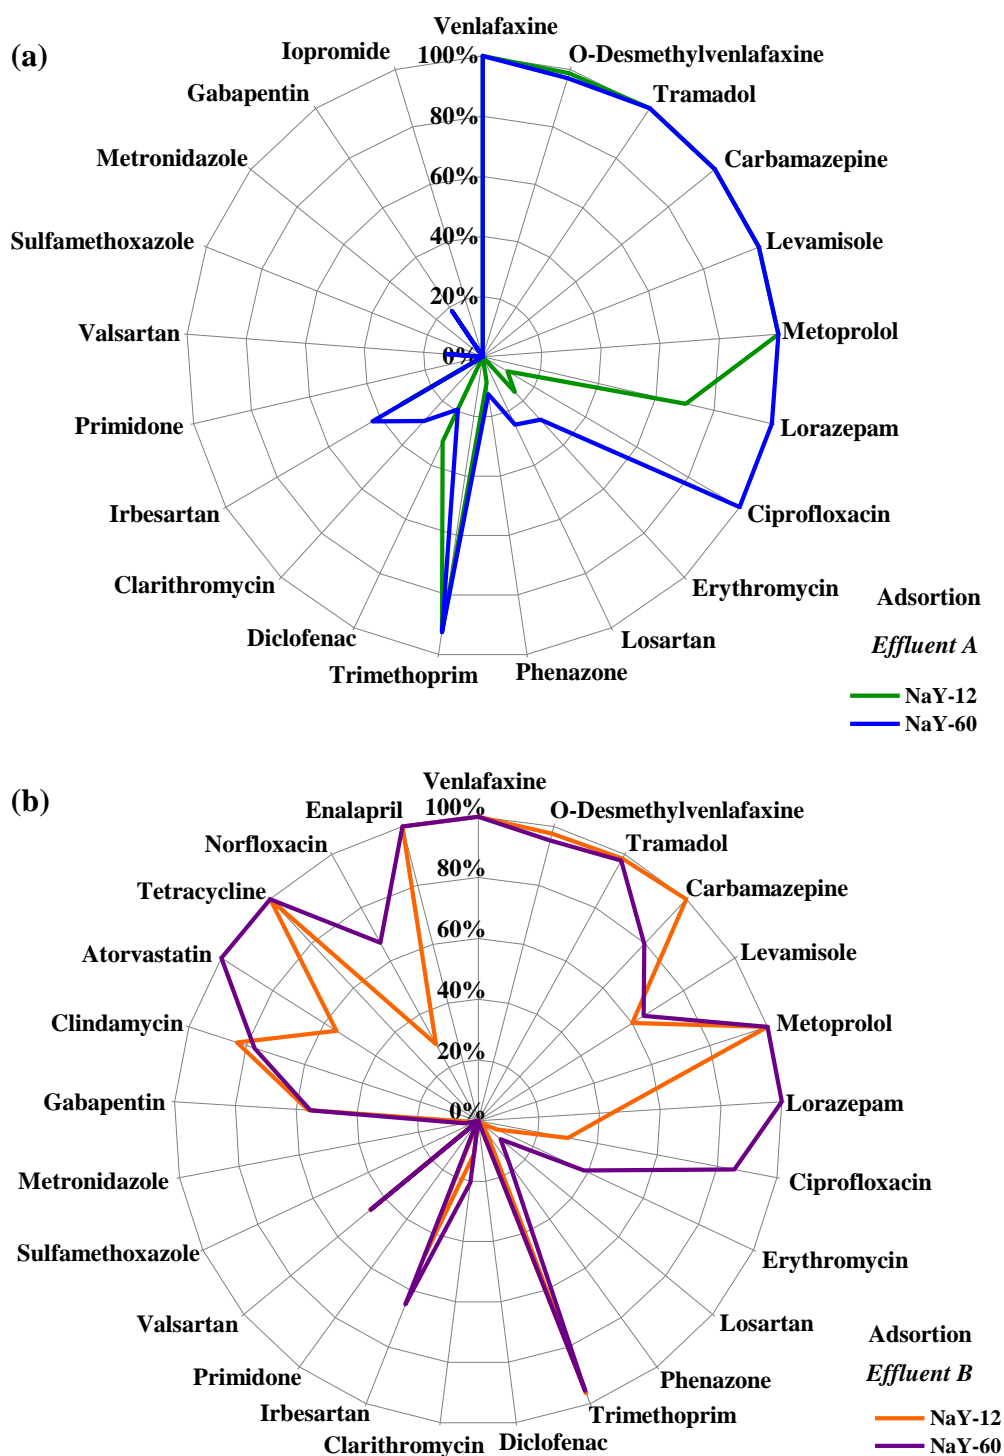 (a)
Venlafaxine
O-Desmethylvenlafaxine
Tramadol
Carbamazepine
Levamisole
Metoprolol
Lorazepam
Ciprofloxacin
Erythromycin
Losartan
Phenazone
Trimethoprim
Diclofenac
Clarithromycin
Irbesartan
Primidone
Valsartan
Sulfamethoxazole
Metronidazole
Gabapentin
Iopromide
100%
80%
60%
40%
20%
0%
Adsortion
Effluent A
NaY-12
NaY-60
(b)
Venlafaxine
O-Desmethylvenlafaxine
Tramadol
Carbamazepine
Levamisole
Metoprolol
Lorazepam
Ciprofloxacin
Erythromycin
Losartan
Phenazone
Trimethoprim
Diclofenac
Clarithromycin
Irbesartan
Primidone
Valsartan
Sulfamethoxazole
Metronidazole
Gabapentin
Clindamycin
Atorvastatin
Tetracycline
Norfloxacin
Enalapril
100%
80%
60%
40%
20%
0%
Adsortion
Effluent B
NaY-12
NaY-60